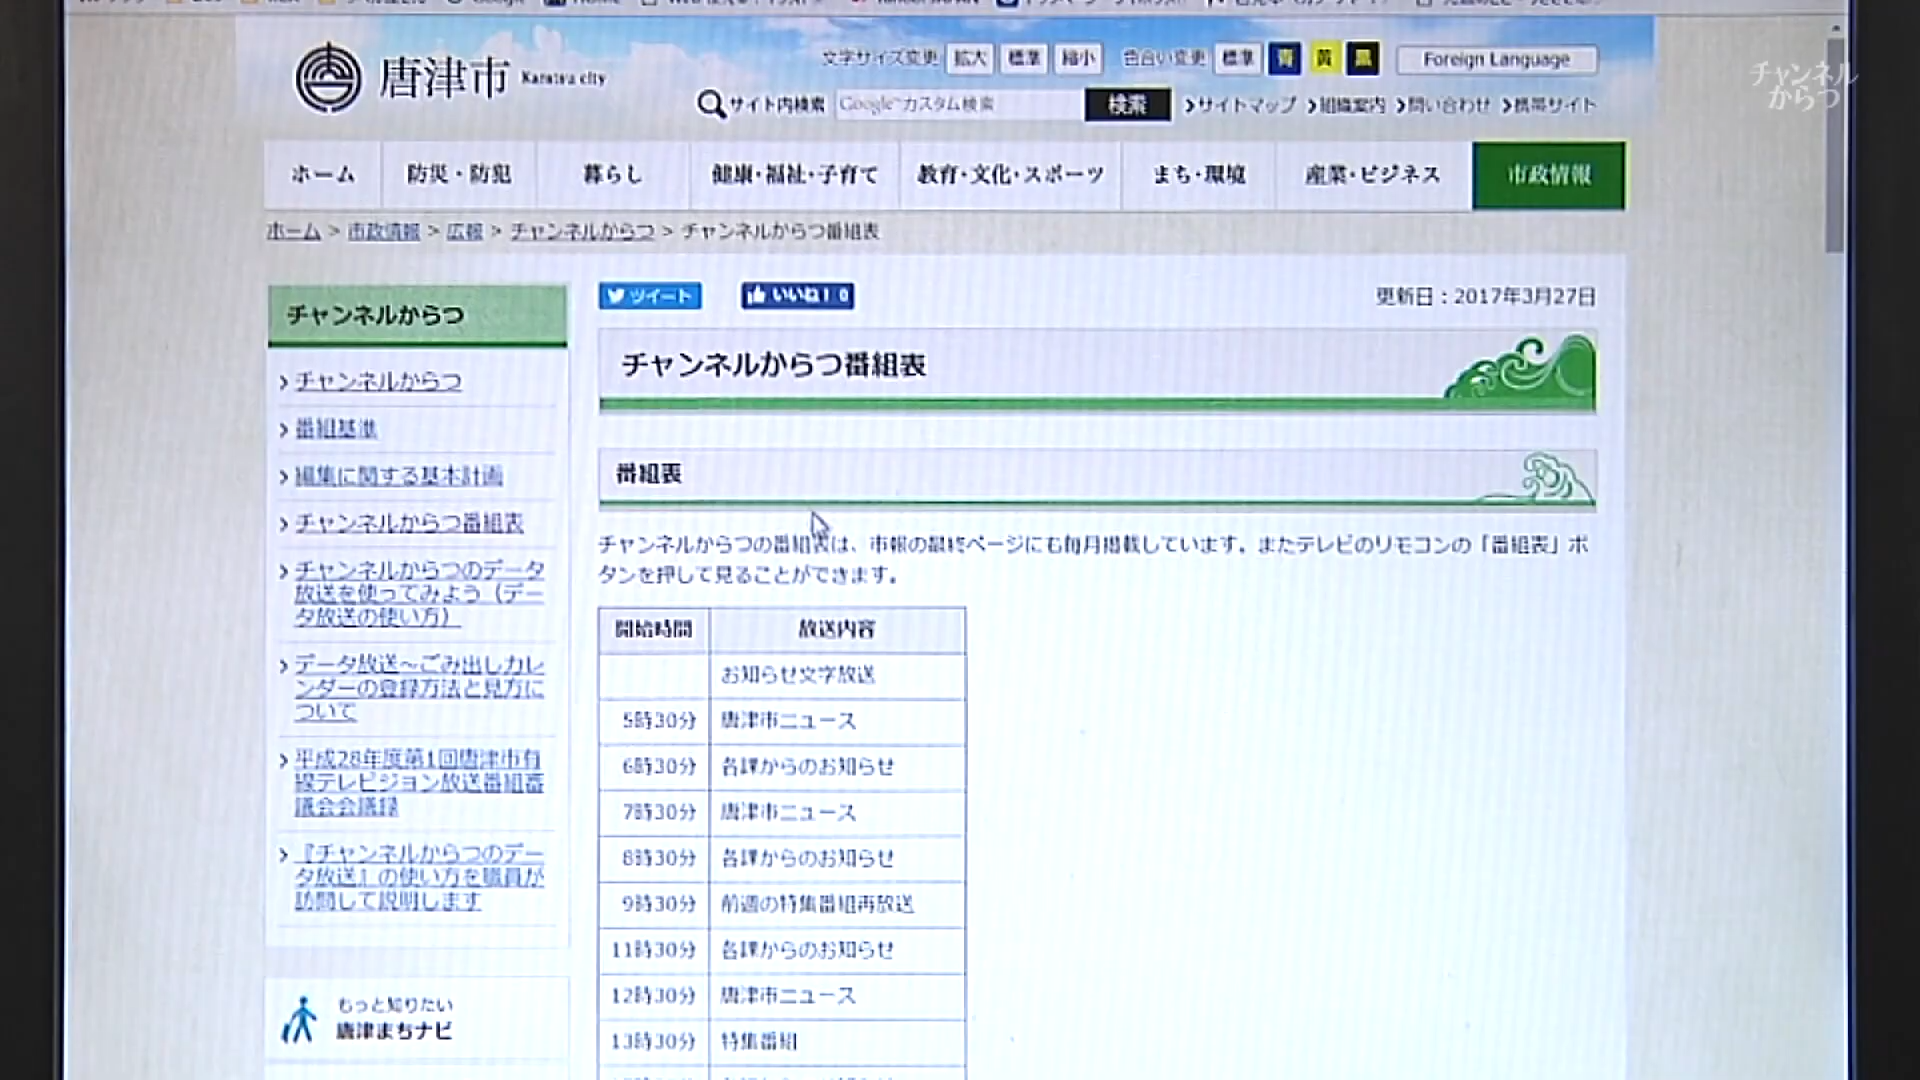 唐津市 Karatsu city
文字サイズ変更 拡大 標準 縮小 色合い変更 標準 青 黄 黒 Foreign Language
チャンネル
からつ
サイト内検索 Google カスタム検索 検索 サイトマップ 組織案内 問い合わせ 携帯サイト
ホーム 防災・防犯 暮らし 健康・福祉・子育て 教育・文化・スポーツ まち・環境 産業・ビジネス 市政情報
ホーム > 市政情報 > 広報 > チャンネルからつ > チャンネルからつ番組表
チャンネルからつ
チャンネルからつ
番組基準
編集に関する基本計画
チャンネルからつ番組表
チャンネルからつのデータ
放送を使ってみよう（デー
タ放送の使い方）
データ放送～ごみ出しカレ
ンダーの登録方法と見方に
ついて
平成28年度第1回唐津市有
線テレビジョン放送番組審
議会会議録
『チャンネルからつのデー
タ放送』の使い方を職員が
訪問して説明します
もっと知りたい
唐津まちナビ
ツイート いいね！ 0
更新日：2017年3月27日
チャンネルからつ番組表
番組表
チャンネルからつの番組表は、市報の最終ページにも毎月掲載しています。またテレビのリモコンの「番組表」ボ
タンを押して見ることができます。
開始時間 放送内容
お知らせ文字放送
5時30分 唐津市ニュース
6時30分 各課からのお知らせ
7時30分 唐津市ニュース
8時30分 各課からのお知らせ
9時30分 前週の特集番組再放送
11時30分 各課からのお知らせ
12時30分 唐津市ニュース
13時30分 特集番組